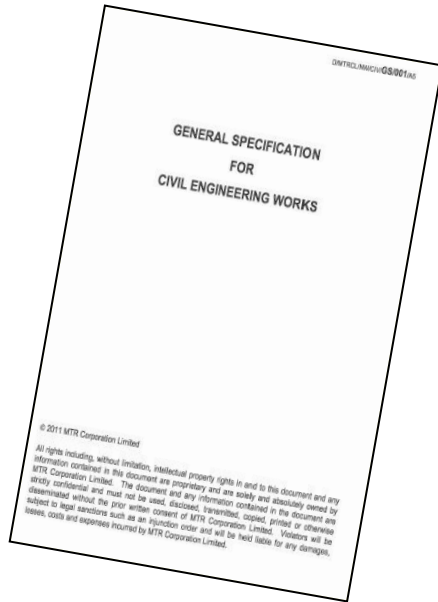 D/MTRCL/MAI/CIV/GS/001/A5
GENERAL SPECIFICATION
FOR
CIVIL ENGINEERING WORKS
© 2011 MTR Corporation Limited
All rights including, without limitation, intellectual property rights in and to this document and any
information contained in this document are proprietary and are solely and absolutely owned by
MTR Corporation Limited. The document and any information contained in the document are
strictly confidential and must not be used, disclosed, transmitted, copied, printed or otherwise
disseminated without the prior written consent of MTR Corporation Limited. Violators will be
subject to legal sanctions such as an injunction order and will be held liable for any damages,
losses, costs and expenses incurred by MTR Corporation Limited.